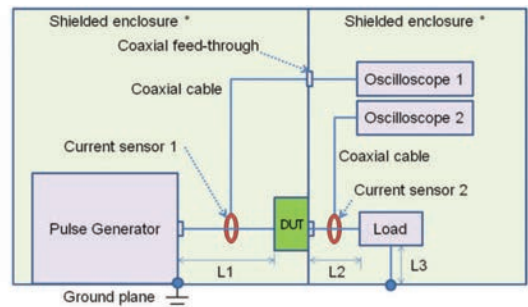 Shielded enclosure *
Shielded enclosure *
Coaxial feed-through
Coaxial cable
Oscilloscope 1
Oscilloscope 2
Coaxial cable
Current sensor 1
Current sensor 2
Pulse Generator
DUT
Load
L1
L2
L3
Ground plane